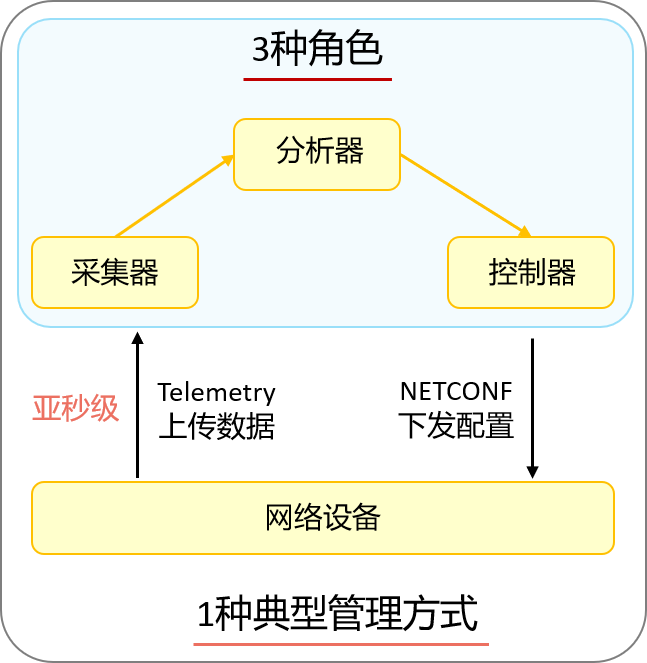 3种角色
分析器
采集器
控制器
亚秒级
Telemetry
上传数据
NETCONF
下发配置
网络设备
1种典型管理方式